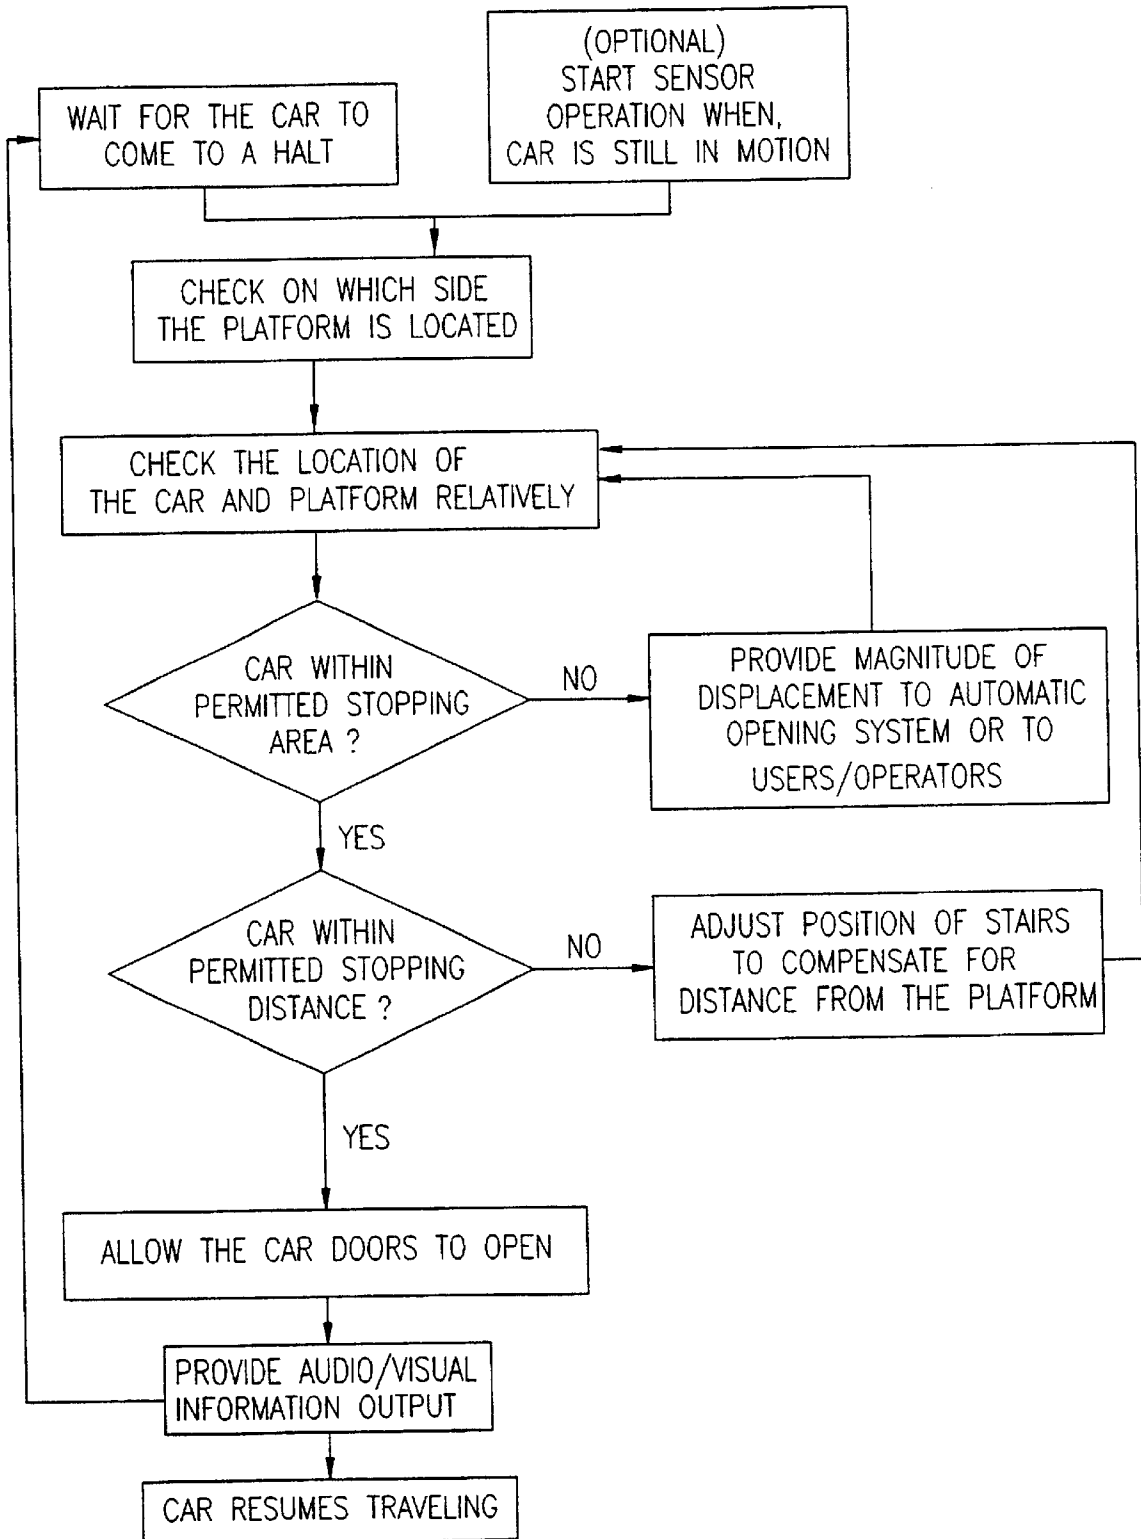 (OPTIONAL)
START SENSOR
OPERATION WHEN,
CAR IS STILL IN MOTION
WAIT FOR THE CAR TO
COME TO A HALT
CHECK ON WHICH SIDE
THE PLATFORM IS LOCATED
CHECK THE LOCATION OF
THE CAR AND PLATFORM RELATIVELY
CAR WITHIN
PERMITTED STOPPING
AREA ?
NO
PROVIDE MAGNITUDE OF
DISPLACEMENT TO AUTOMATIC
OPENING SYSTEM OR TO
USERS/OPERATORS
YES
CAR WITHIN
PERMITTED STOPPING
DISTANCE ?
NO
ADJUST POSITION OF STAIRS
TO COMPENSATE FOR
DISTANCE FROM THE PLATFORM
YES
ALLOW THE CAR DOORS TO OPEN
PROVIDE AUDIO/VISUAL
INFORMATION OUTPUT
CAR RESUMES TRAVELING